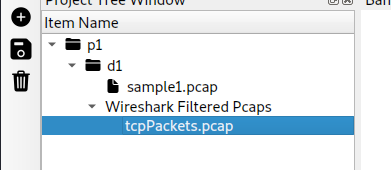 Project Tree Window
Item Name
p1
d1
sample1.pcap
Wireshark Filtered Pcaps
tcpPackets.pcap